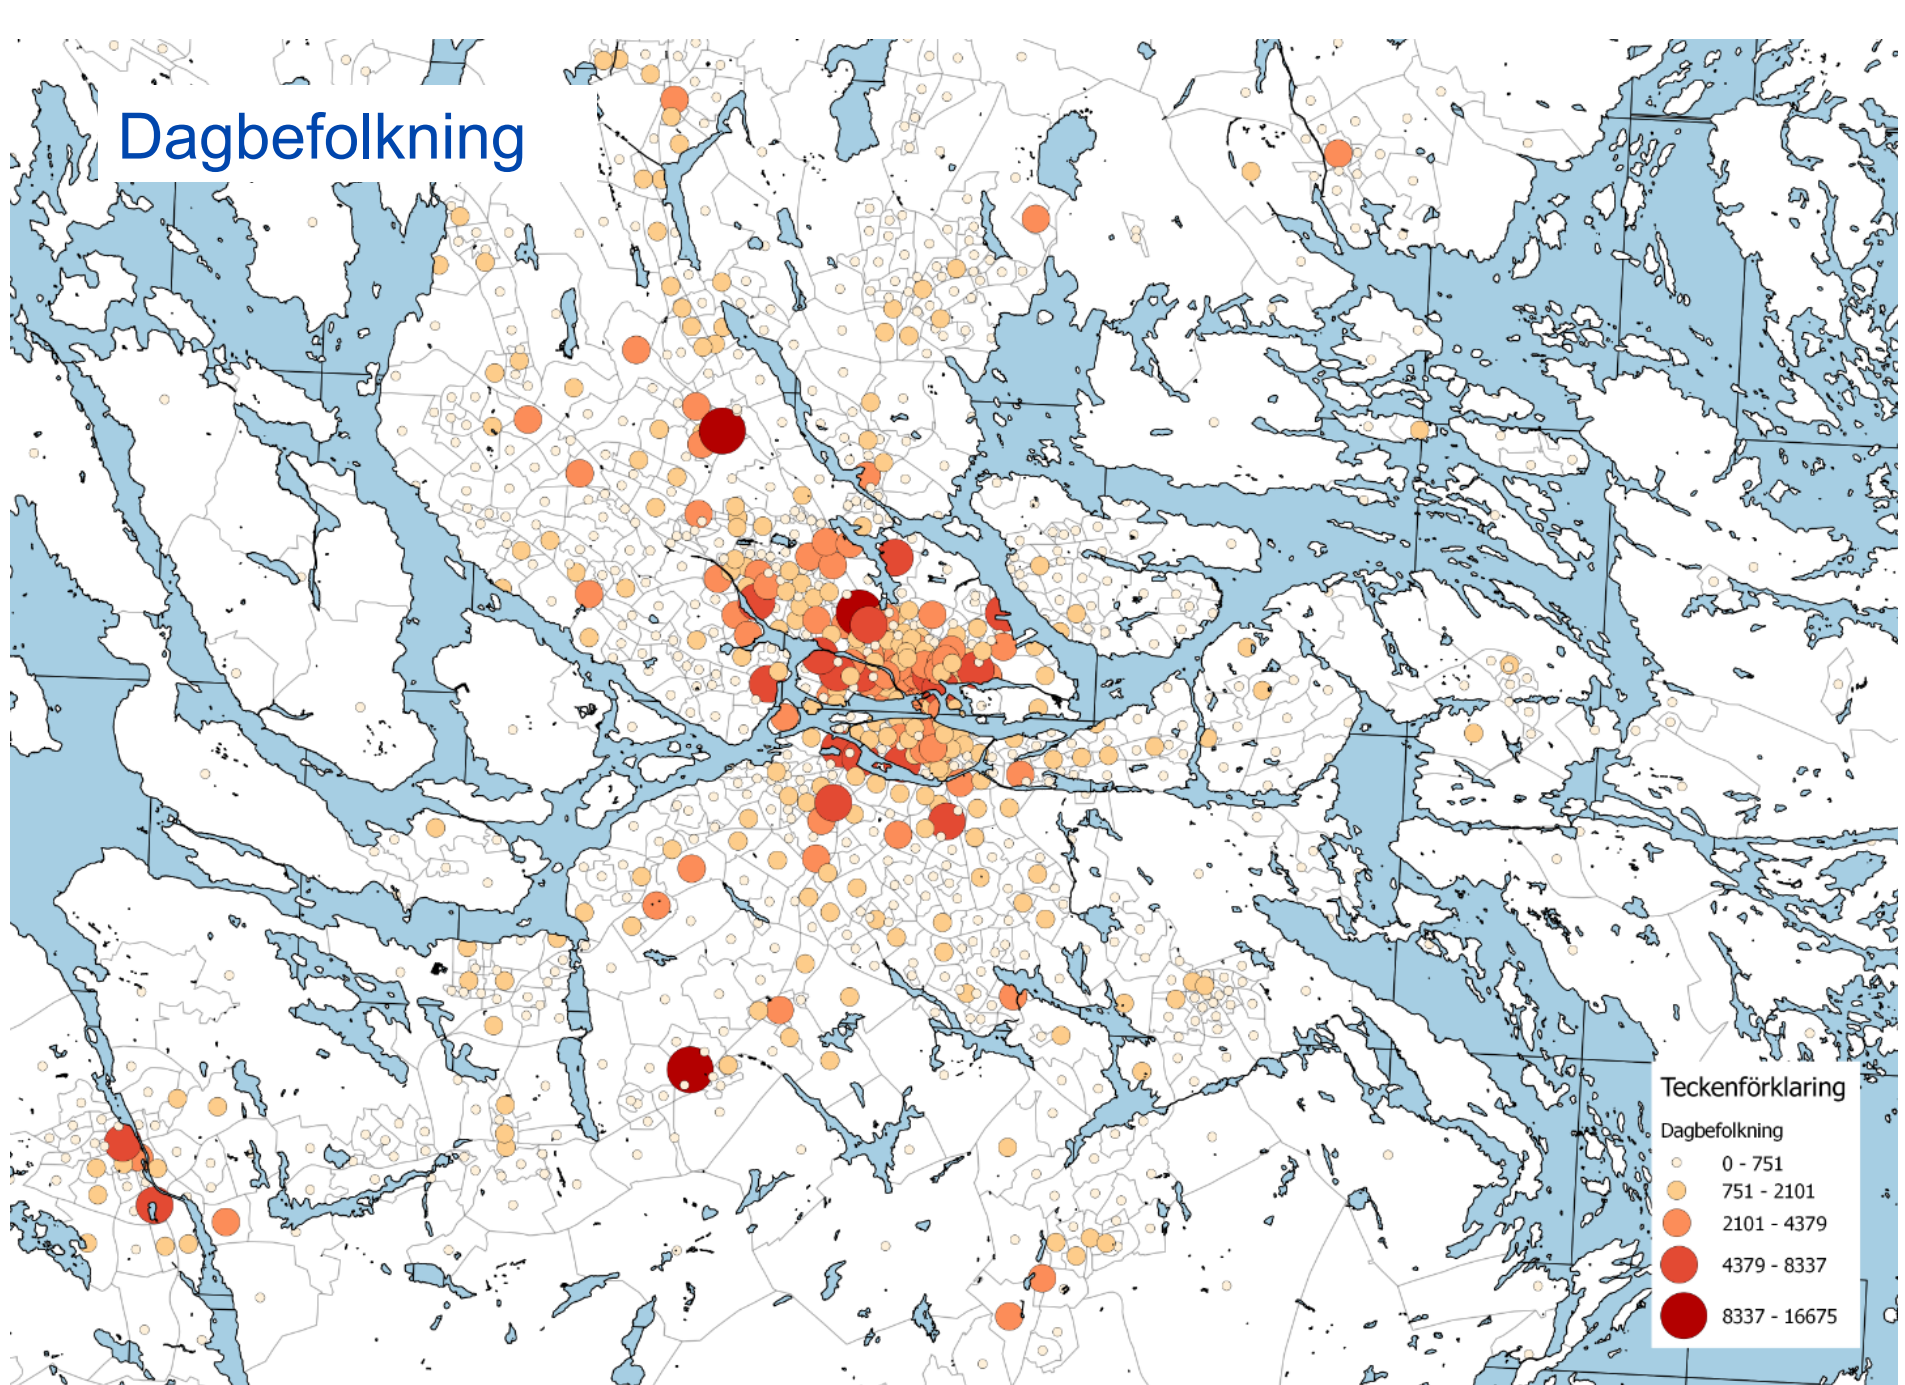 Dagbefolkning
Teckenförklaring
Dagbefolkning
0 - 751
751 - 2101
2101 - 4379
4379 - 8337
8337 - 16675